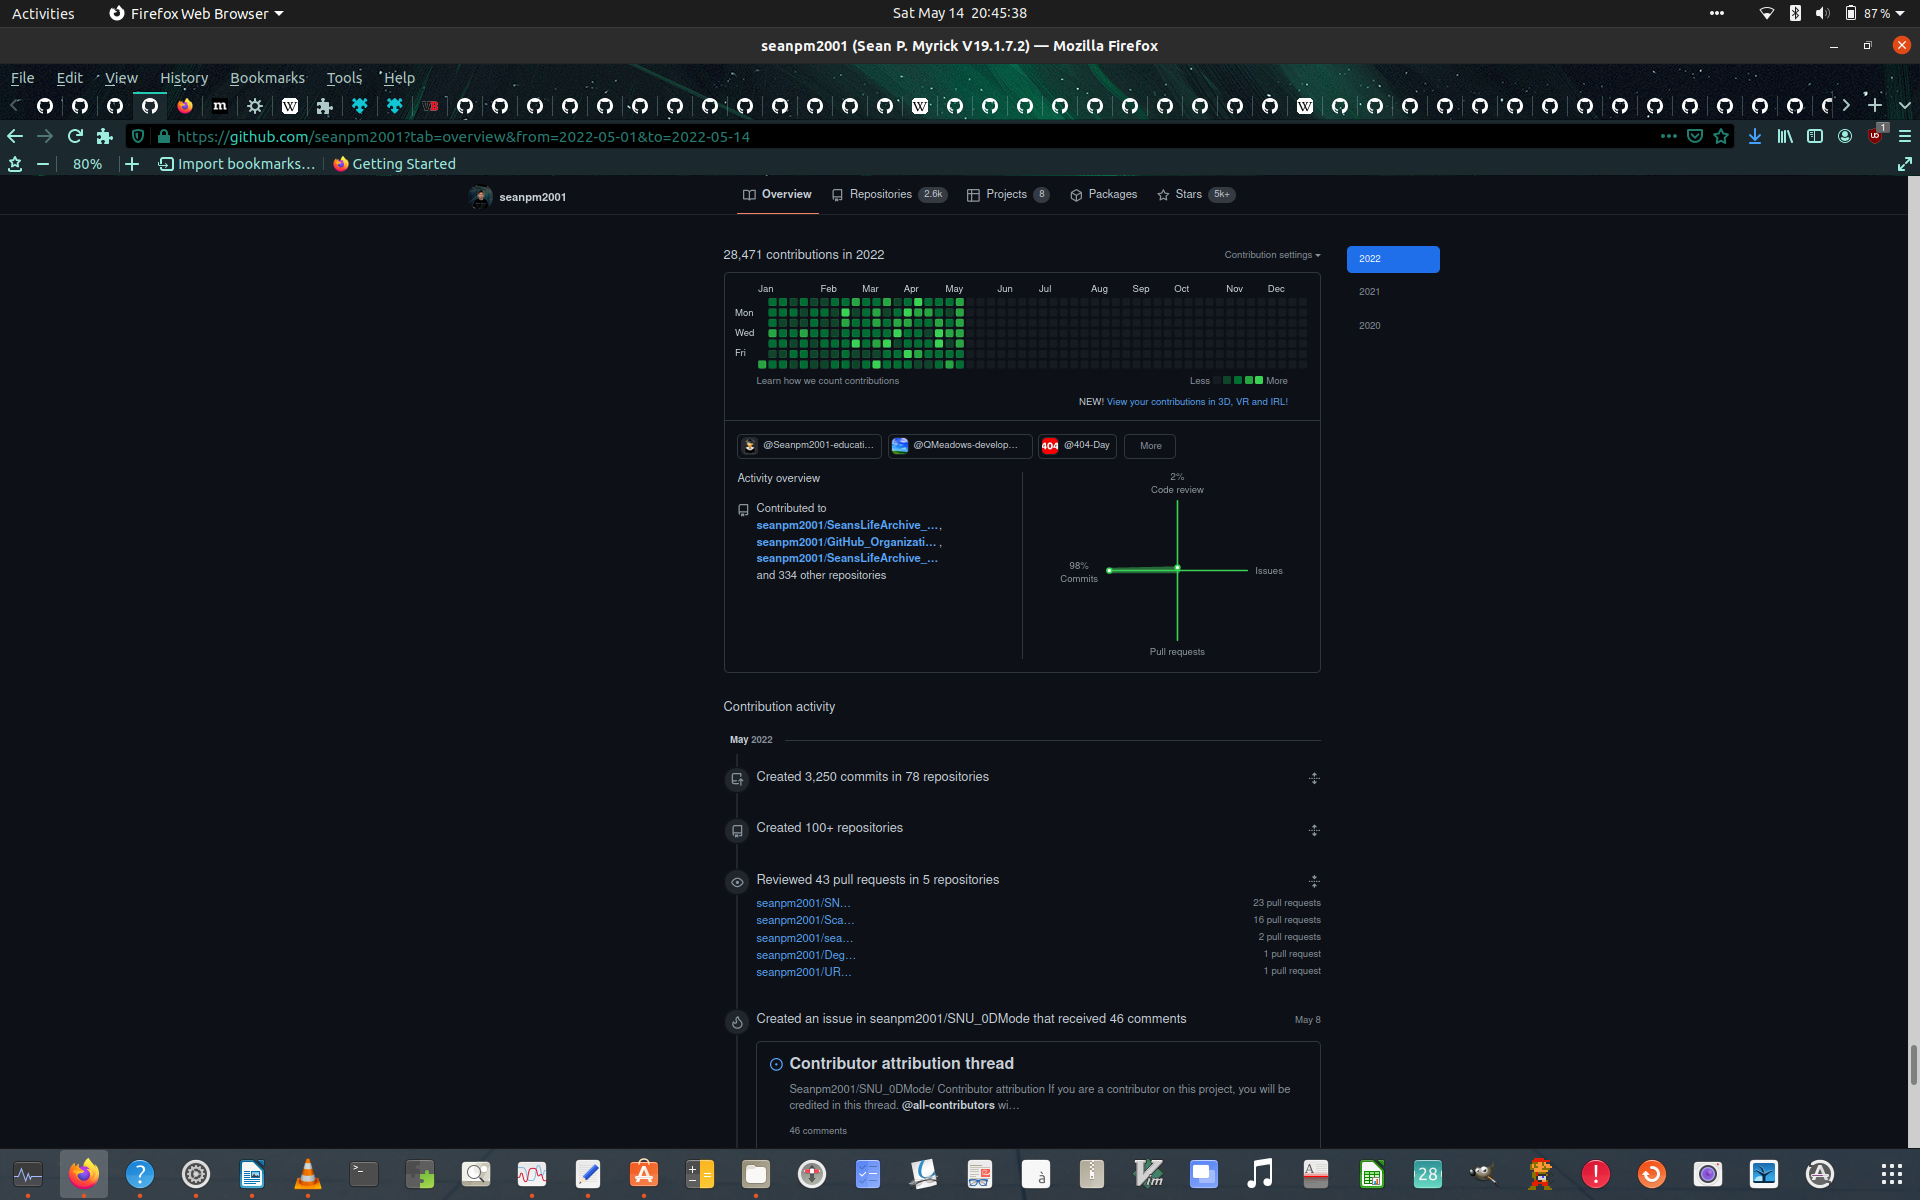 Activities
Firefox Web Browser
Sat May 14 20:45:38
87 %
seanpm2001 (Sean P. Myrick V19.1.7.2) — Mozilla Firefox
File Edit View History Bookmarks Tools Help
https://github.com/seanpm2001?tab=overview&from=2022-05-01&to=2022-05-14
1
80%
Import bookmarks…
Getting Started
seanpm2001
Overview
Repositories 2.6k
Projects 8
Packages
Stars 5k+
28,471 contributions in 2022
Contribution settings
2022
2021
2020
Jan Feb Mar Apr May Jun Jul Aug Sep Oct Nov Dec
Mon
Wed
Fri
Learn how we count contributions
Less
More
NEW! View your contributions in 3D, VR and IRL!
@Seanpm2001-educati…
@QMeadows-develop…
404 @404-Day
More
Activity overview
Contributed to
seanpm2001/SeansLifeArchive_…,
seanpm2001/GitHub_Organizati… ,
seanpm2001/SeansLifeArchive_…
and 334 other repositories
2%
Code review
98%
Commits
Issues
Pull requests
Contribution activity
May 2022
Created 3,250 commits in 78 repositories
Created 100+ repositories
Reviewed 43 pull requests in 5 repositories
seanpm2001/SN… 23 pull requests
seanpm2001/Sca… 16 pull requests
seanpm2001/sea… 2 pull requests
seanpm2001/Deg… 1 pull request
seanpm2001/UR… 1 pull request
Created an issue in seanpm2001/SNU_0DMode that received 46 comments
May 8
Contributor attribution thread
Seanpm2001/SNU_0DMode/ Contributor attribution If you are a contributor on this project, you will be
credited in this thread. @all-contributors wi…
46 comments
28